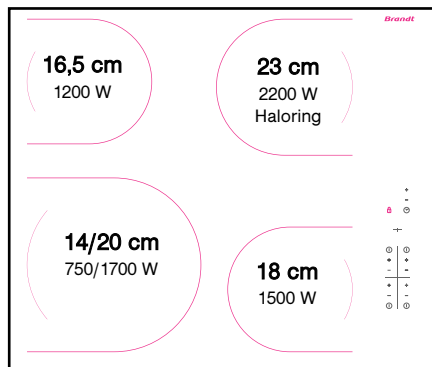 Brandt
16,5 cm
1200 W
23 cm
2200 W
Haloring
14/20 cm
750/1700 W
18 cm
1500 W